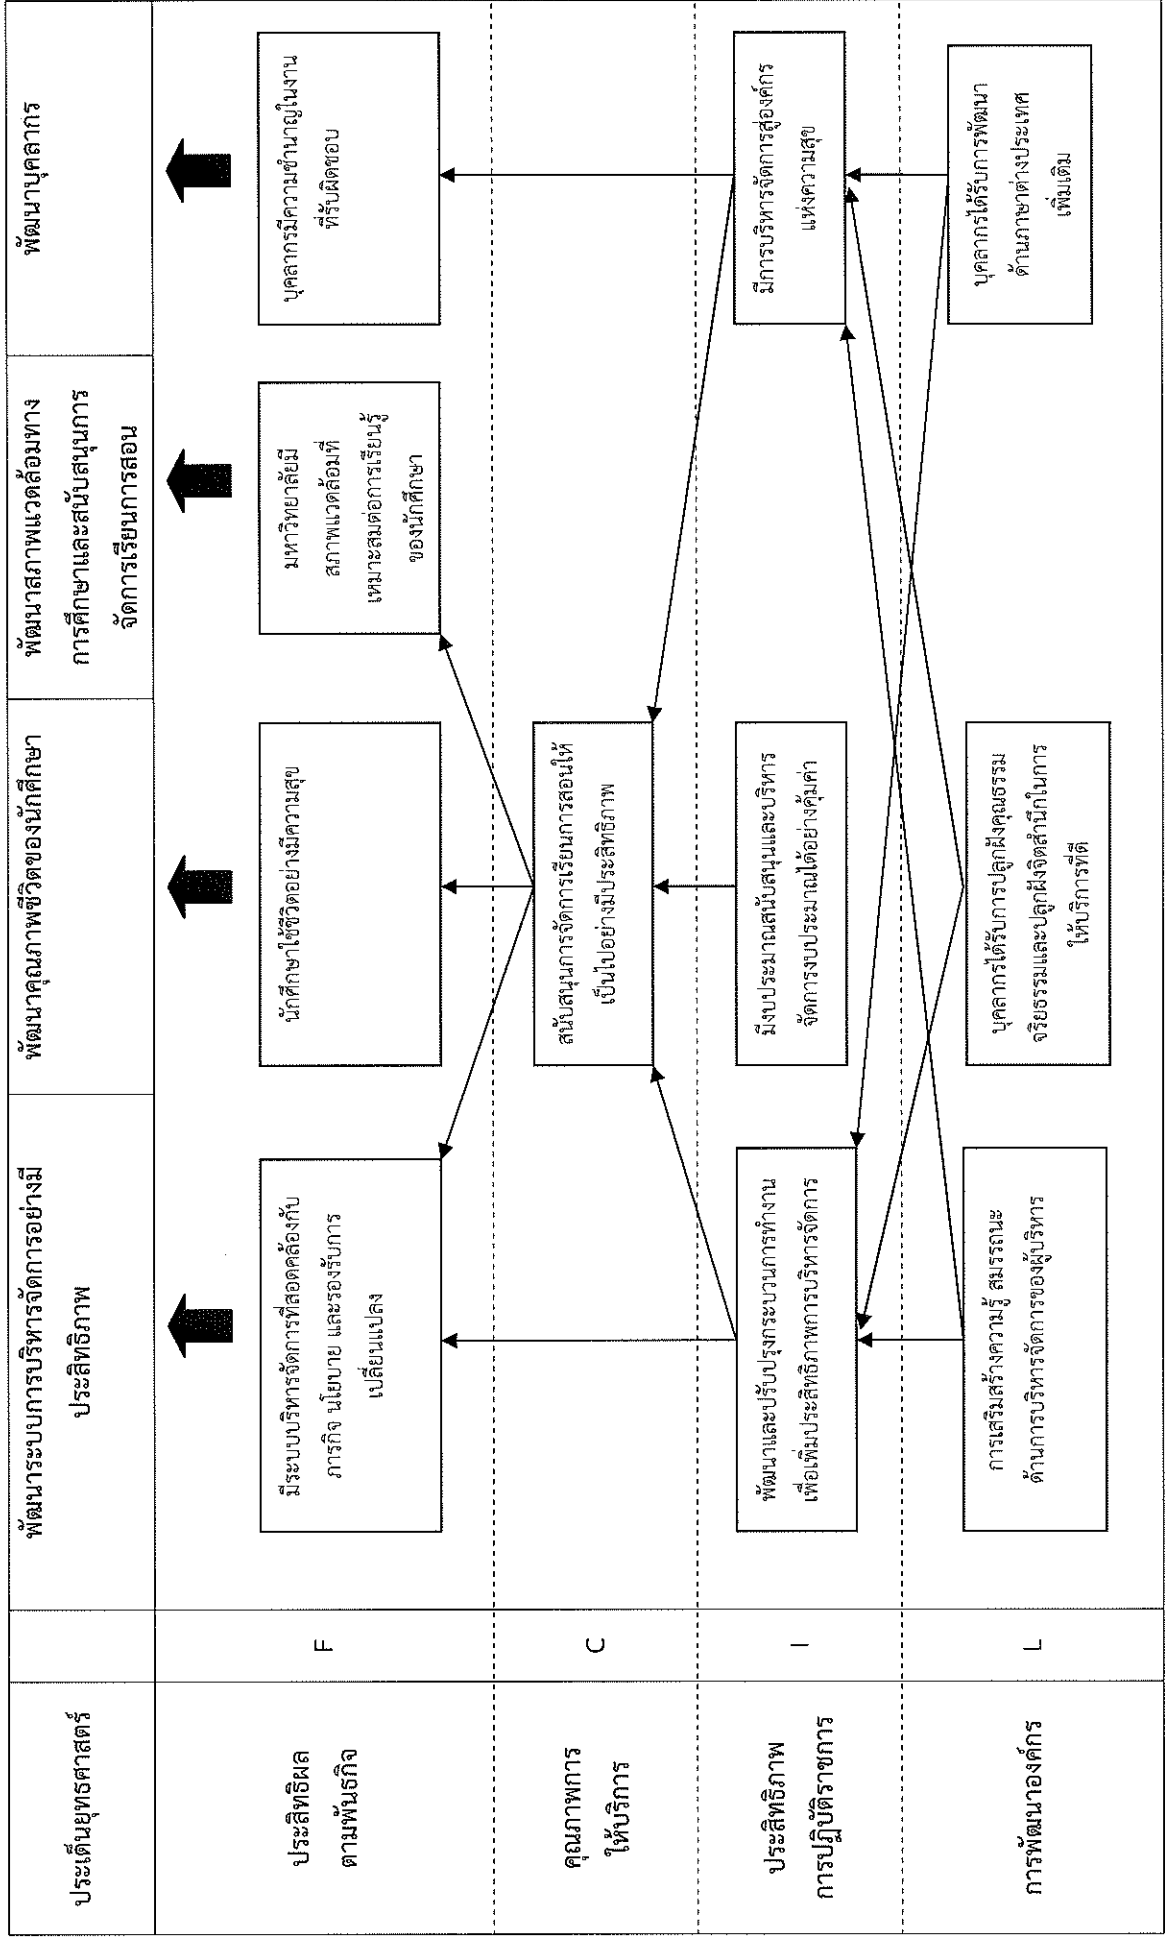 ประเด็นยุทธศาสตร์
พัฒนาระบบการบริหารจัดการอย่างมี
ประสิทธิภาพ
พัฒนาคุณภาพชีวิตของนักศึกษา
พัฒนาสภาพแวดล้อมทาง
การศึกษาและสนับสนุนการ
จัดการเรียนการสอน
พัฒนาบุคลากร
ประสิทธิผล
ตามพันธกิจ
F
มีระบบบริหารจัดการที่สอดคล้องกับ
ภารกิจ นโยบาย และรองรับการ
เปลี่ยนแปลง
นักศึกษาใช้ชีวิตอย่างมีความสุข
มหาวิทยาลัยมี
สภาพแวดล้อมที่
เหมาะสมต่อการเรียนรู้
ของนักศึกษา
บุคลากรมีความชำนาญในงาน
ที่รับผิดชอบ
คุณภาพการ
ให้บริการ
C
สนับสนุนการจัดการเรียนการสอนให้
เป็นไปอย่างมีประสิทธิภาพ
ประสิทธิภาพ
การปฏิบัติราชการ
I
พัฒนาและปรับปรุงกระบวนการทำงาน
เพื่อเพิ่มประสิทธิภาพการบริหารจัดการ
มีงบประมาณสนับสนุนและบริหาร
จัดการงบประมาณได้อย่างคุ้มค่า
มีการบริหารจัดการสู่องค์กร
แห่งความสุข
การพัฒนาองค์กร
L
การเสริมสร้างความรู้ สมรรถนะ
ด้านการบริหารจัดการของผู้บริหาร
บุคลากรได้รับการปลูกฝังคุณธรรม
จริยธรรมและปลูกฝังจิตสำนึกในการ
ให้บริการที่ดี
บุคลากรได้รับการพัฒนา
ด้านภาษาต่างประเทศ
เพิ่มเติม